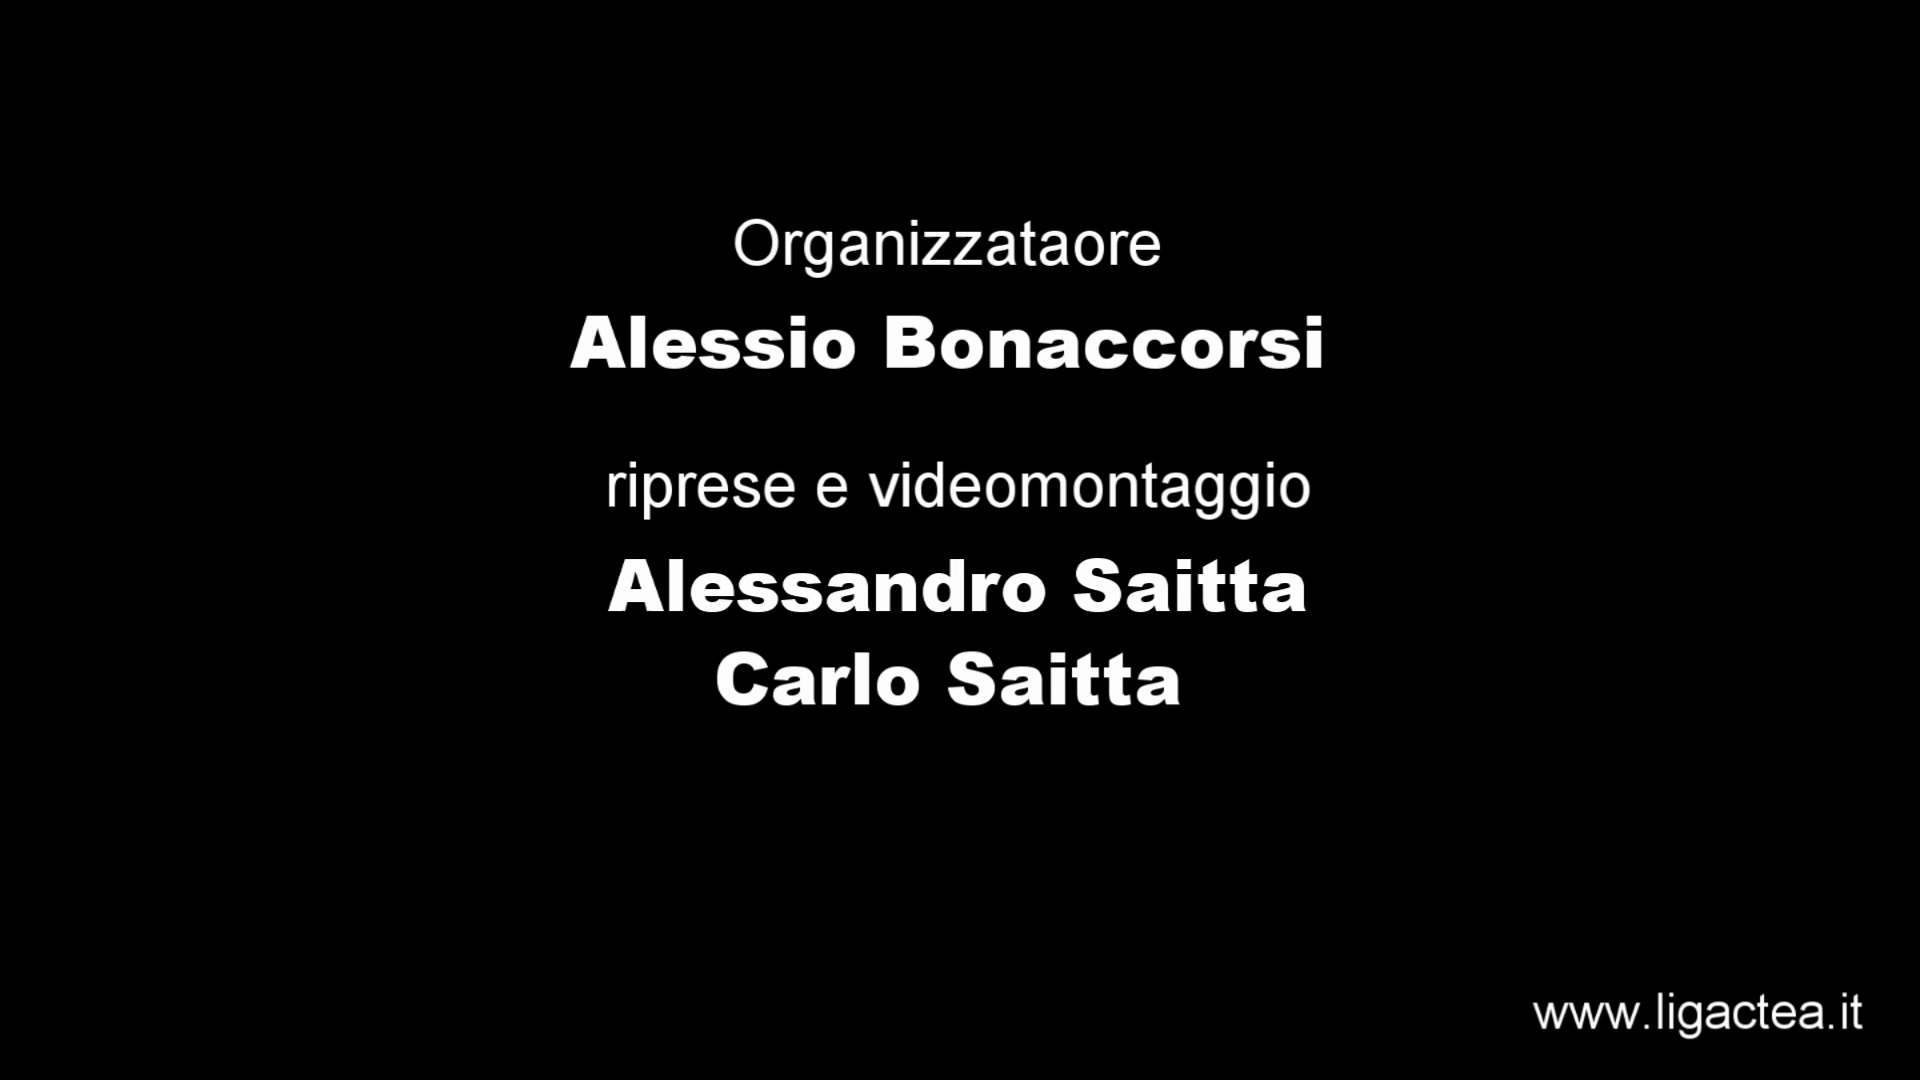 Organizzataore
Alessio Bonaccorsi
riprese e videomontaggio
Alessandro Saitta
Carlo Saitta
www.ligactea.it